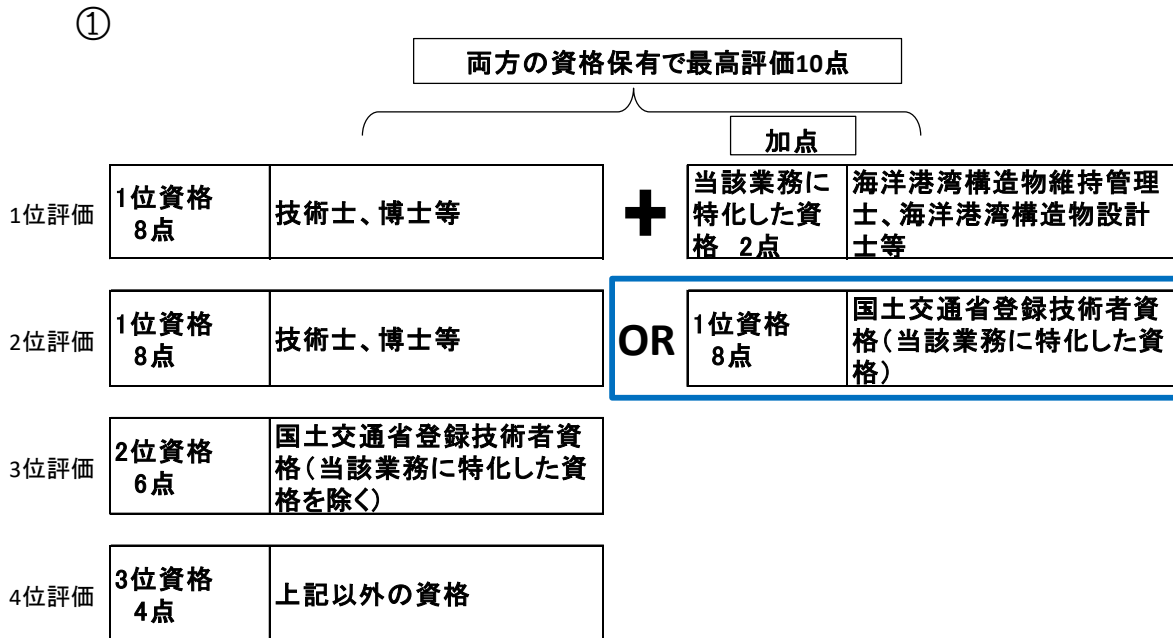 ①
両方の資格保有で最高評価10点
加点
1位評価
1位資格
8点
技術士、博士等
+
当該業務に
特化した資
格 2点
海洋港湾構造物維持管理
士、海洋港湾構造物設計
士等
2位評価
1位資格
8点
技術士、博士等
OR
1位資格
8点
国土交通省登録技術者資
格(当該業務に特化した資
格)
3位評価
2位資格
6点
国土交通省登録技術者資
格(当該業務に特化した資
格を除く)
4位評価
3位資格
4点
上記以外の資格